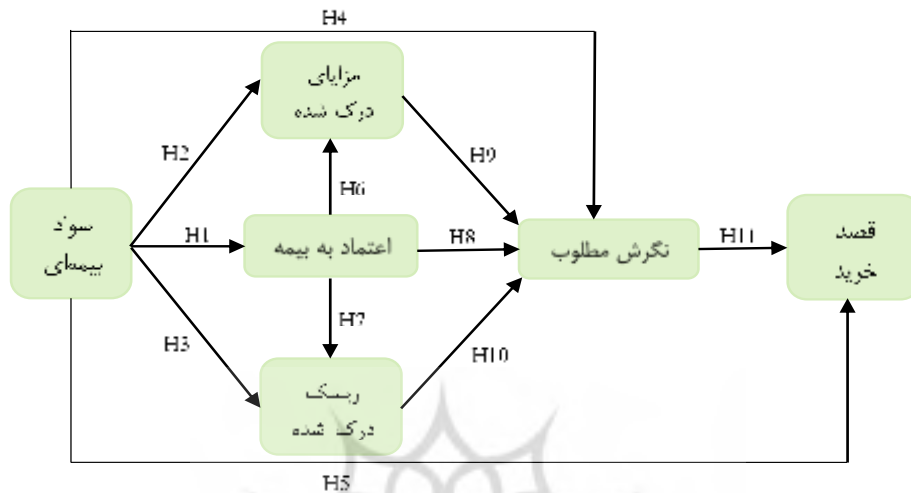 H4
مزایای
درک شده
H2
H9
H6
سواد
بیمه‌ای
H1
اعتماد به بیمه
H8
نگرش مطلوب
H11
قصد
خرید
H7
H3
H10
ریسک
درک شده
H5